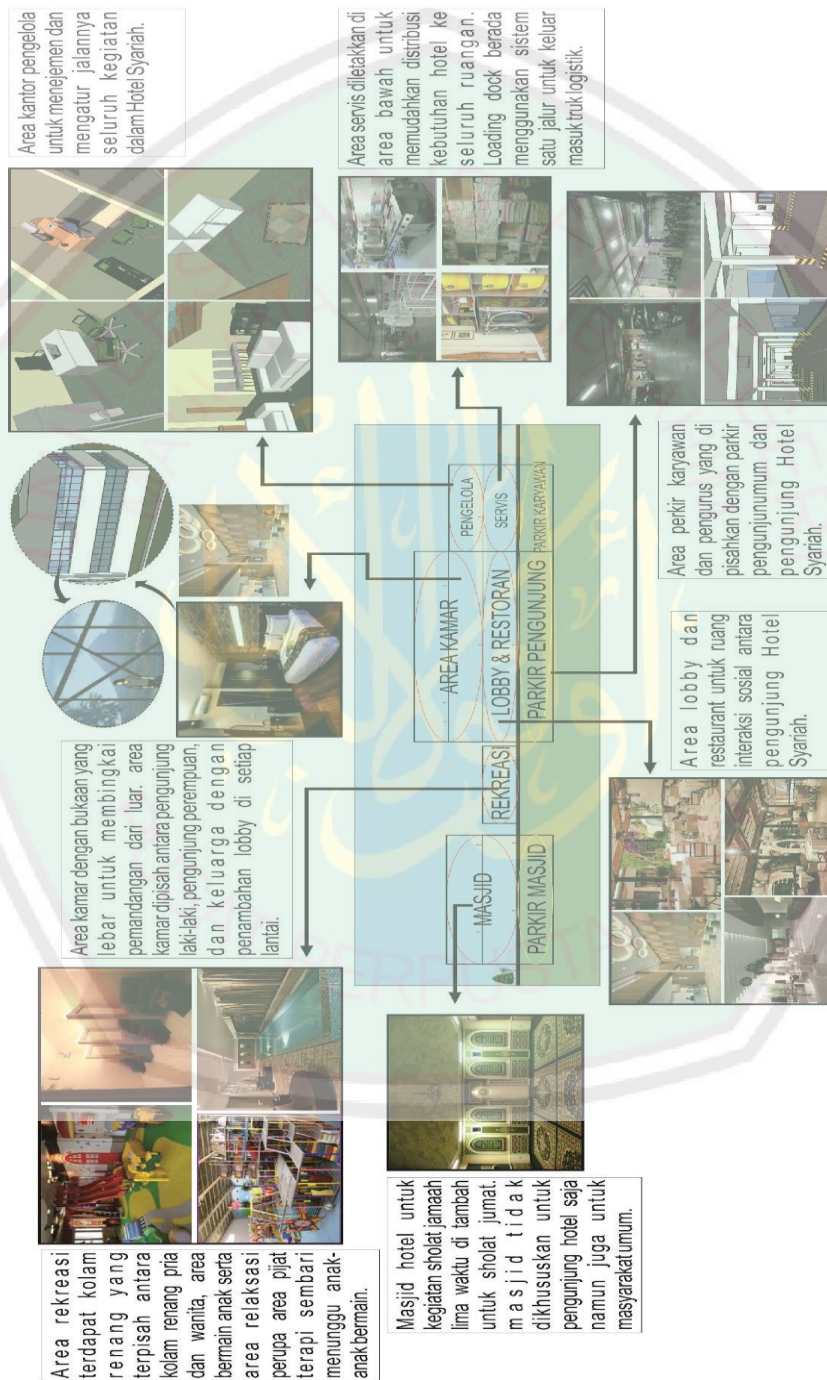 Area recreasi
terdapat kolam
renang yang
terpisah antara
kolam renang pria
dan wanita, area
bermain anak serta
area relaksasi
perupa area pijat
terapi sembari
menunggu anak-
anak bermain.
Area kamar dengan bukaan yang
lebar untuk membingkai
pemandangan dari luar. area
kamar dipisah antara pengunjung
laki-laki, pengunjung perempuan,
dan keluarga dengan
penambahan lobby di setiap
lantai.
Area kantor pengelola
untuk menejemen dan
mengatur jalannya
seluruh kegiatan
dalam Hotel Syariah.
MASJID
REKREASI
AREA KAMAR
LOBBY & RESTORAN
PENGELOLA
SERVIS
PARKIR MASJID
PARKIR PENGUNJUNG
PARKIR KARYAWAN
Area servis diletakkan di
area bawah untuk
memudahkan distribusi
kebutuhan hotel ke
seluruh ruangan.
Loading dock berada
menggunakan sistem
satu jalur untuk keluar
masuk truk logistik.
Masjid hotel untuk
kegiatan sholat jamaah
lima waktu di tambah
untuk sholat jumat.
masjid tidak
dikhususkan untuk
pengunjung hotel saja
namun juga untuk
masyarakat umum.
Area lobby dan
restaurant untuk ruang
interaksi sosial antara
pengunjung Hotel
Syariah.
Area perkir karyawan
dan pengurus yang di
pisahkan dengan parkir
pengunjunumum dan
pengunjung Hotel
Syariah.